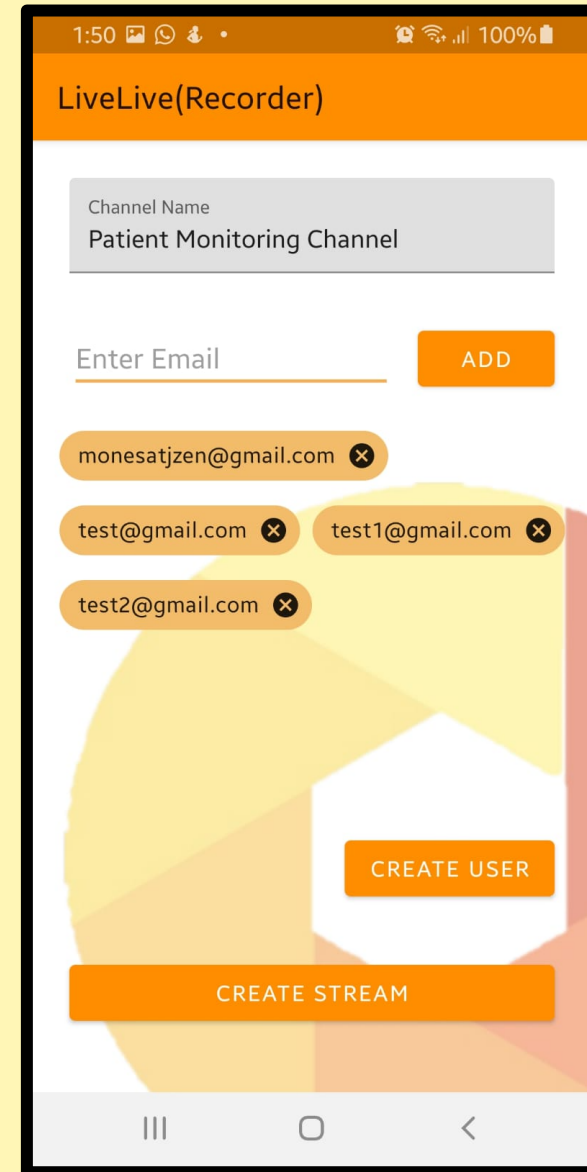 1:50 100%
LiveLive(Recorder)
Channel Name
Patient Monitoring Channel
Enter Email ADD
monesatjzen@gmail.com
test@gmail.com test1@gmail.com
test2@gmail.com
CREATE USER
CREATE STREAM